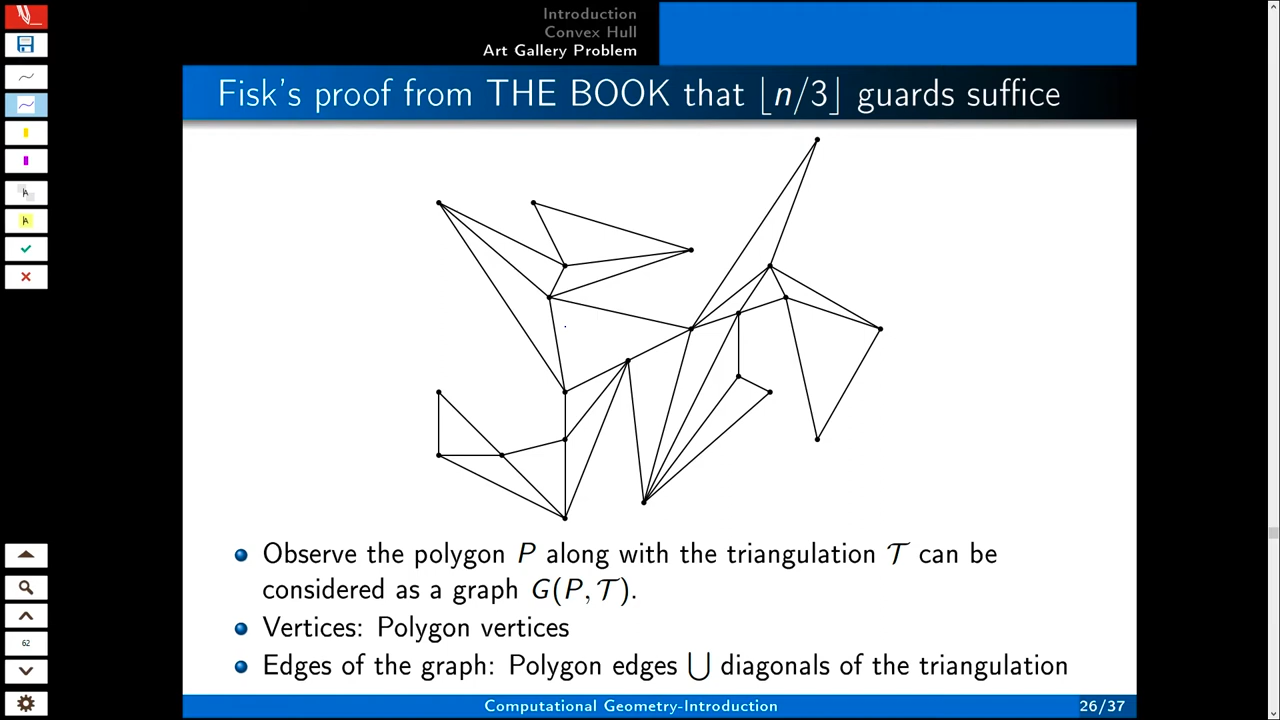 Introduction
Convex Hull
Art Gallery Problem
Fisk's proof from THE BOOK that ⌊n/3⌋ guards suffice
Observe the polygon P along with the triangulation 𝒯 can be
considered as a graph G(P, 𝒯).
Vertices: Polygon vertices
Edges of the graph: Polygon edges ⋃ diagonals of the triangulation
62
Computational Geometry-Introduction
26/37